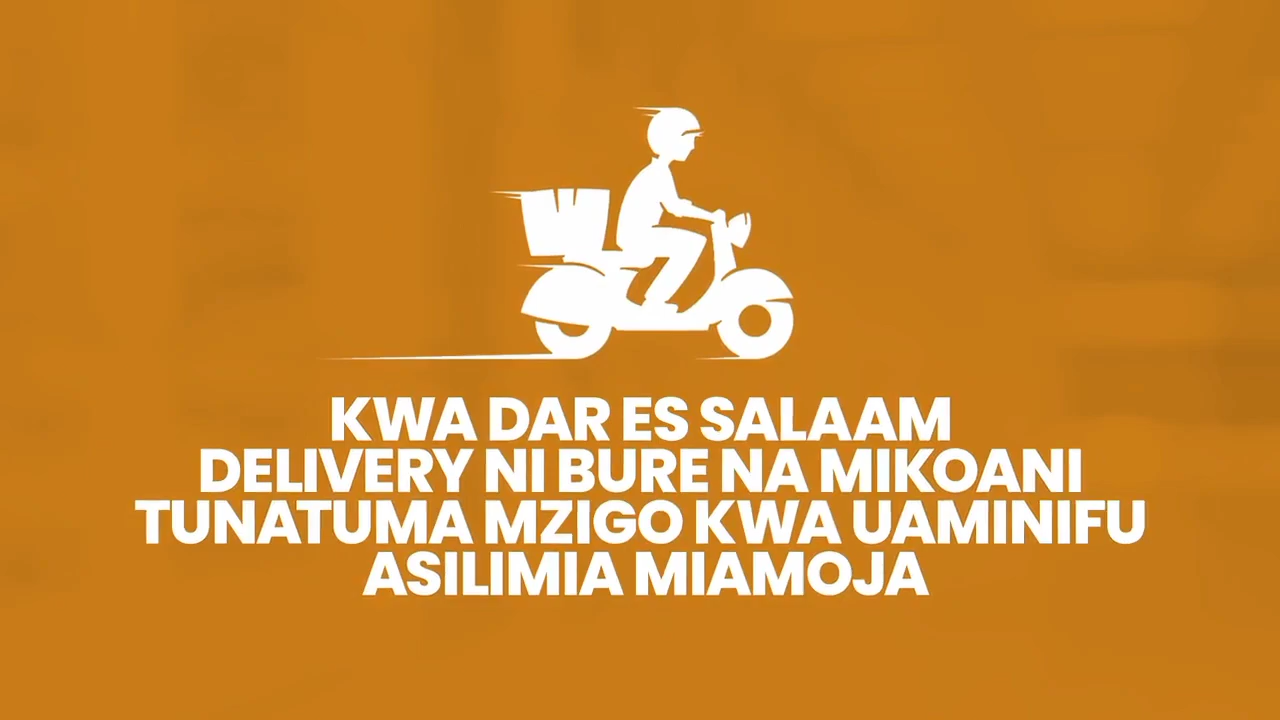 KWA DAR ES SALAAM
DELIVERY NI BURE NA MIKOANI
TUNATUMA MZIGO KWA UAMINIFU
ASILIMIA MIAMOJA